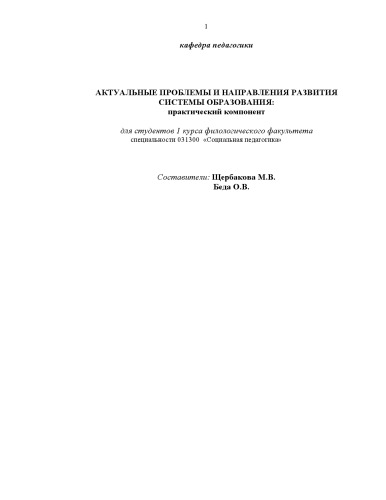 1
кафедра педагогики
АКТУАЛЬНЫЕ ПРОБЛЕМЫ И НАПРАВЛЕНИЯ РАЗВИТИЯ
СИСТЕМЫ ОБРАЗОВАНИЯ:
практический компонент
для студентов 1 курса филологического факультета
специальности 031300 «Социальная педагогика»
Составители: Щербакова М.В.
Беда О.В.